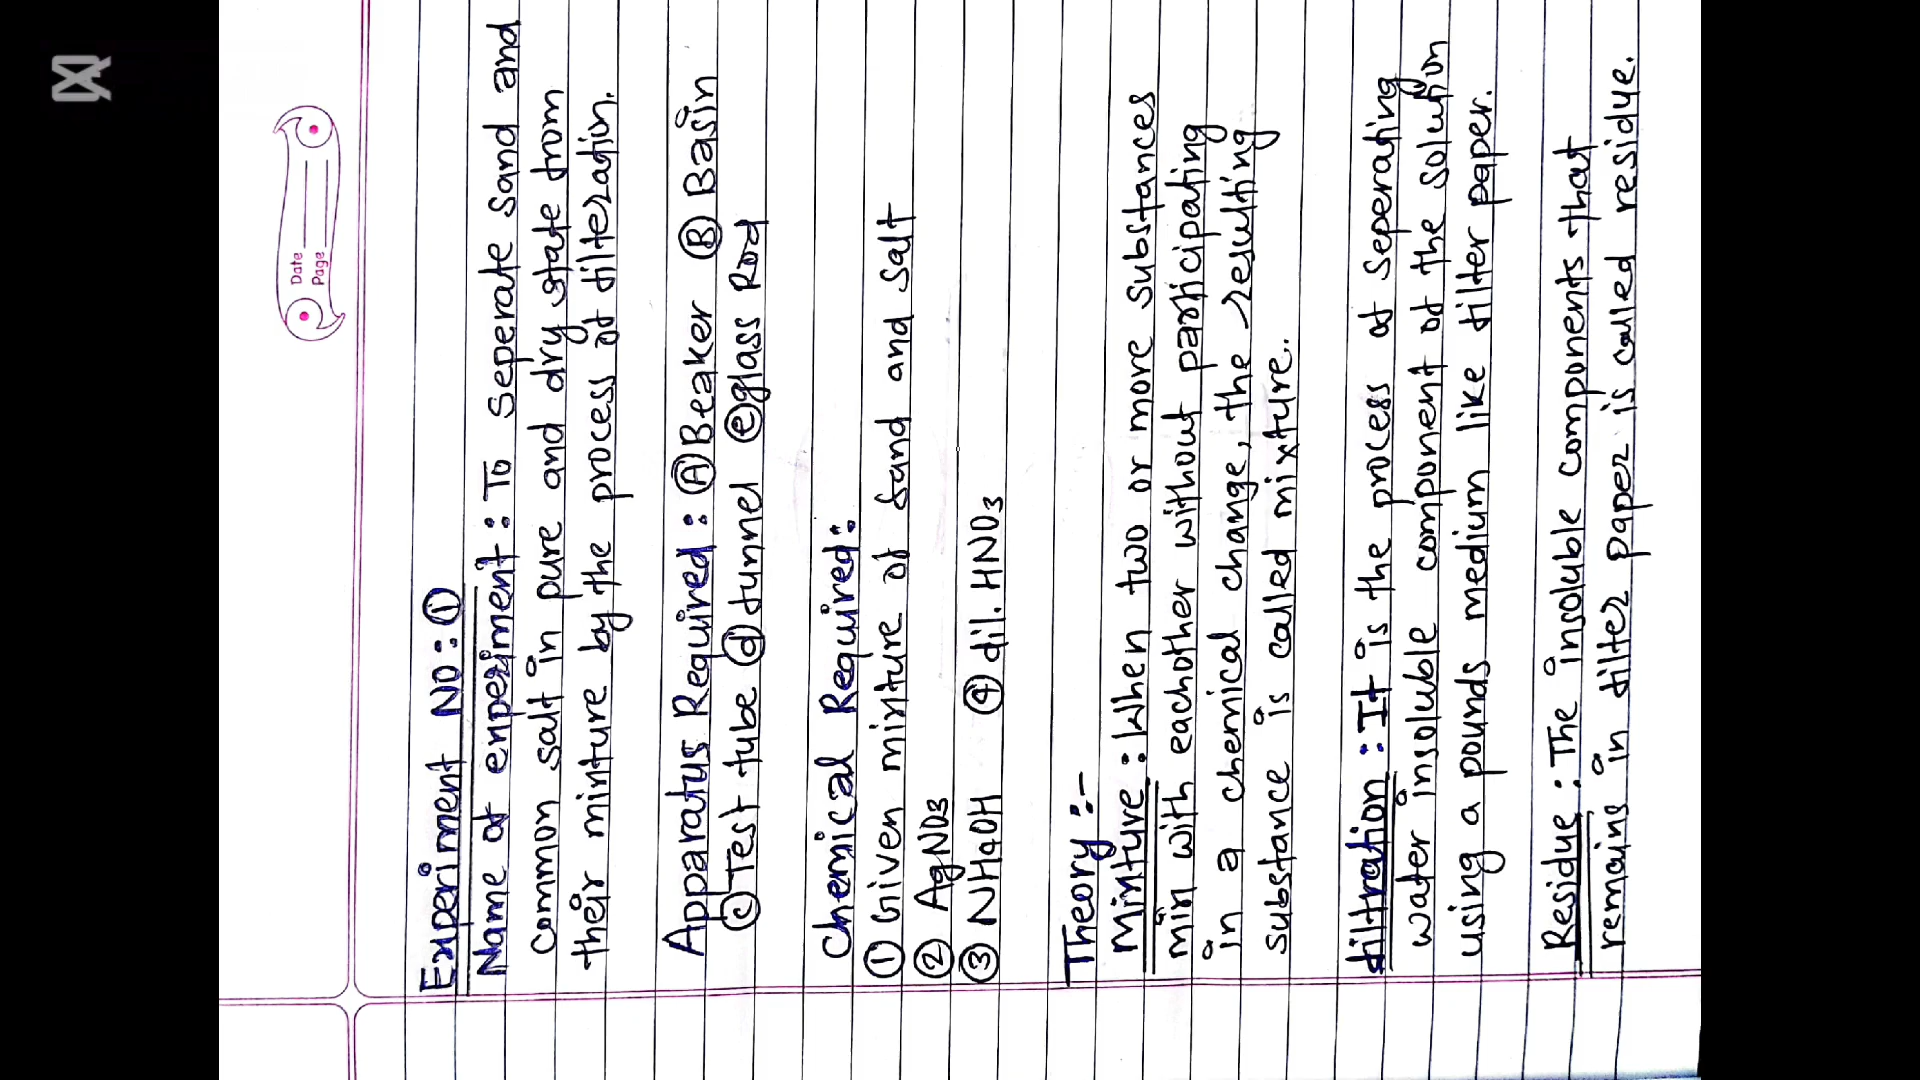 Date
Page
Experiment NO: ①
Name of experiment: To seperate sand and
common salt in pure and dry state from
their mixture by the process of filteration.
Apparatus Required: Ⓐ Beaker Ⓑ Basin
ⓒ Test tube ⓓ funnel ⓔ glass Rod
Chemical Required:
① Given mixture of sand and salt
② AgNO3
③ NH4OH ④ dil. HNO3
Theory:-
Mixture: When two or more substances
mix with eachother without participating
in a chemical change, the resulting
substance is called mixture..
filtration: It is the process of seperating
water insoluble component of the solution
using a pounds medium like filter paper.
Residue: The insoluble components that
remains in filter paper is called residue.